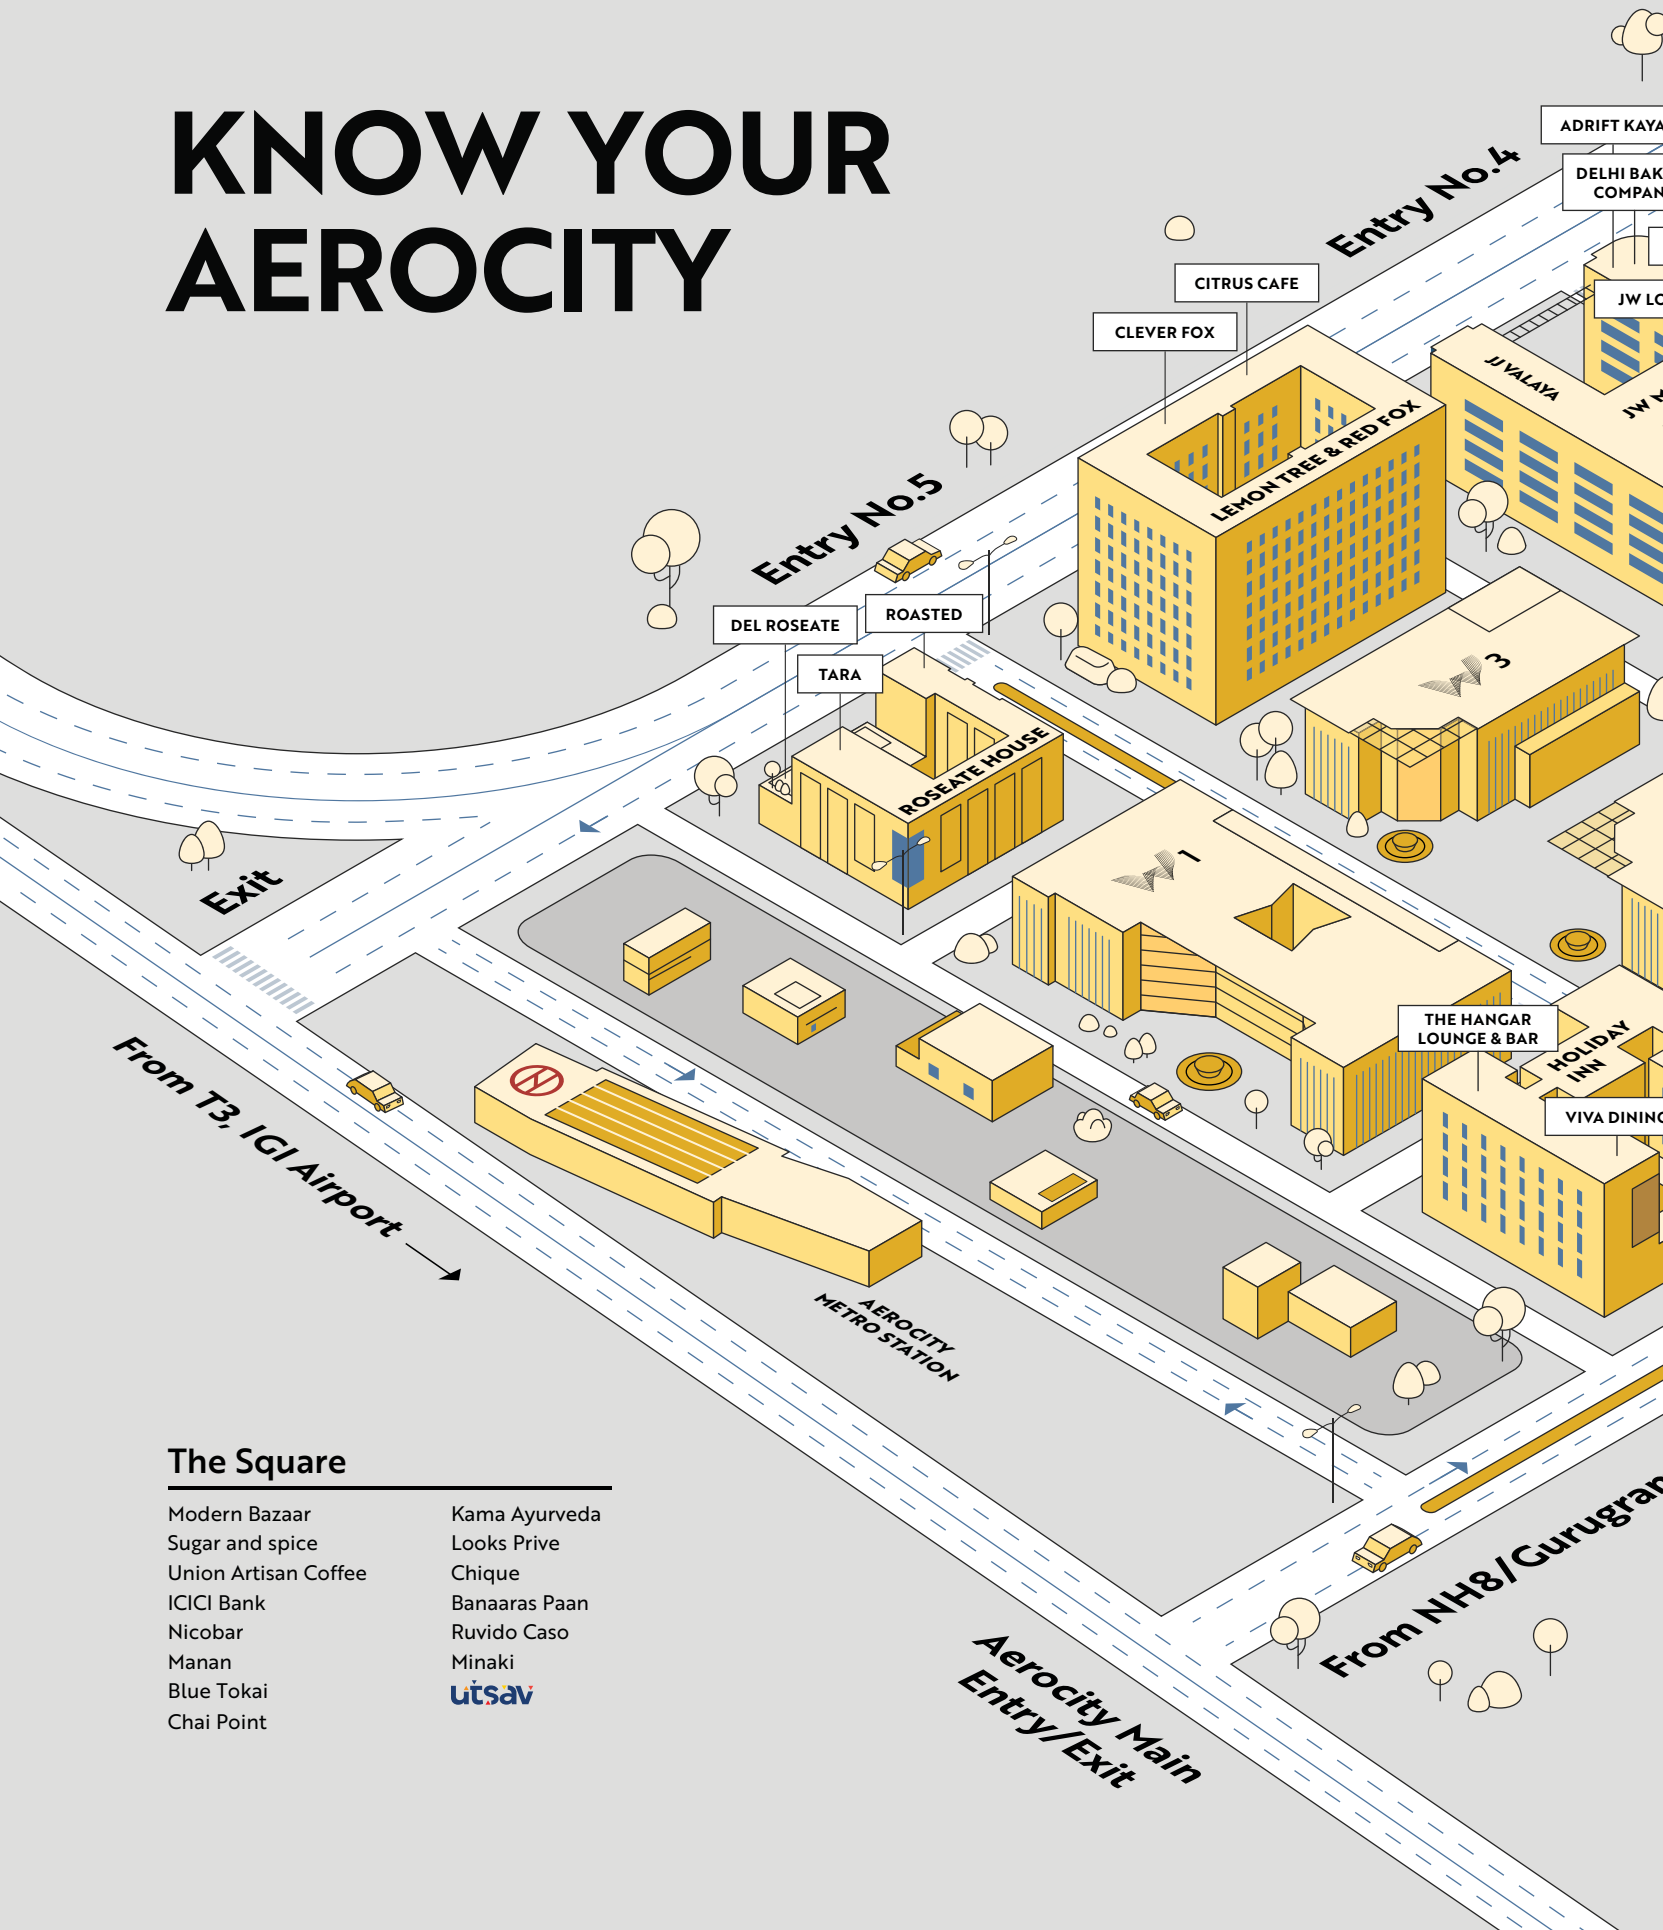 KNOW YOUR
AEROCITY
ADRIFT KAYA
DELHI BAK
COMPAN
Entry No.4
CITRUS CAFE
JW LO
CLEVER FOX
JJ VALAYA
JW M
LEMON TREE & RED FOX
Entry No.5
ROASTED
DEL ROSEATE
TARA
3
ROSEATE HOUSE
1
Exit
THE HANGAR
LOUNGE & BAR
HOLIDAY
INN
VIVA DINING
From T3, IGI Airport
AEROCITY
METRO STATION
From NH8/Gurugram
Aerocity Main
Entry/Exit
The Square
Modern Bazaar
Sugar and spice
Union Artisan Coffee
ICICI Bank
Nicobar
Manan
Blue Tokai
Chai Point
Kama Ayurveda
Looks Prive
Chique
Banaaras Paan
Ruvido Caso
Minaki
utsav